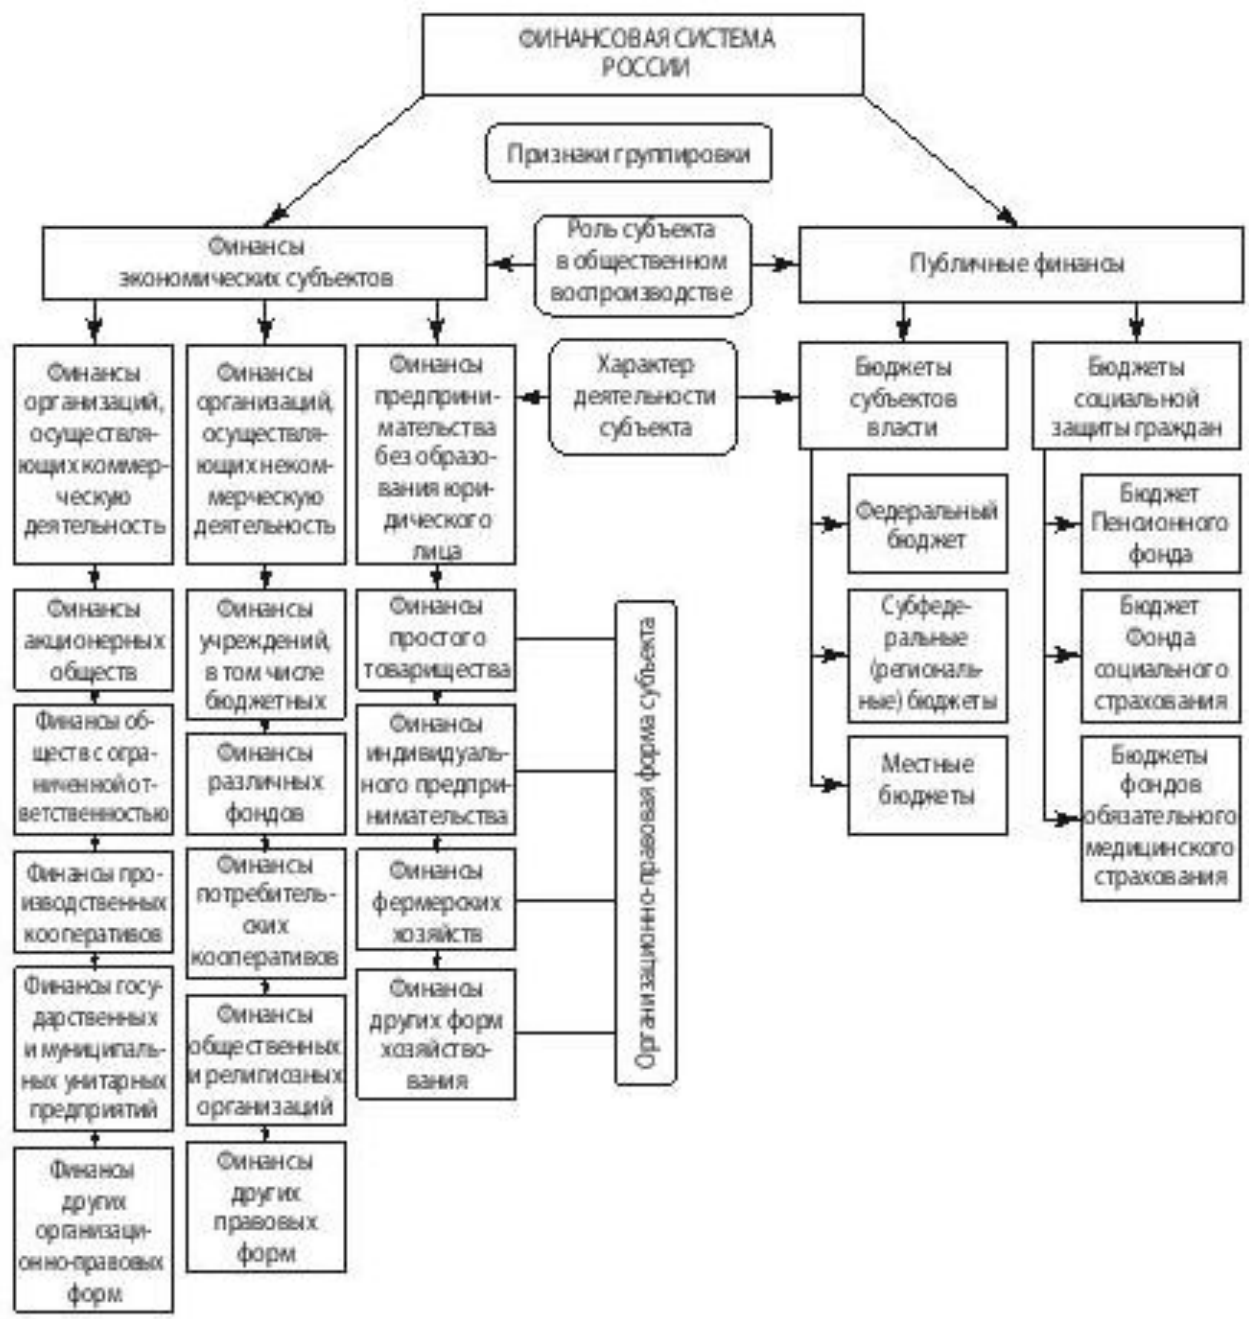 ФИНАНСОВАЯ СИСТЕМА
РОССИИ
Признаки группировки
Финансы
экономических субъектов
Роль субъекта
в общественном
воспроизводстве
Публичные финансы
Финансы
организаций,
осуществля-
ющих коммер-
ческую
деятельность
Финансы
организаций,
осуществля-
ющих неком-
мерческую
деятельность
Финансы
предприни-
мательства
без образо-
вания юри-
дического
лица
Характер
деятельности
субъекта
Бюджеты
субъектов
власти
Бюджеты
социальной
защиты граждан
Финансы
акционерных
обществ
Финансы об-
ществ с огра-
ниченной от-
ветственностью
Финансы про-
изводственных
кооперативов
Финансы госу-
дарственных
и муниципаль-
ных унитарных
предприятий
Финансы
других
организаци-
онно-правовых
форм
Финансы
учреждений,
в том числе
бюджетных
Финансы
различных
фондов
Финансы
потребитель-
ских
кооперативов
Финансы
общественных
и религиозных
организаций
Финансы
других
правовых
форм
Финансы
простого
товарищества
Финансы
индивидуаль-
ного предпри-
нимательства
Финансы
фермерских
хозяйств
Финансы
других форм
хозяйство-
вания
Организационно-правовая форма субъекта
Федеральный
бюджет
Субфеде-
ральные
(региональ-
ные) бюджеты
Местные
бюджеты
Бюджет
Пенсионного
фонда
Бюджет
Фонда
социального
страхования
Бюджеты
фондов
обязательного
медицинского
страхования